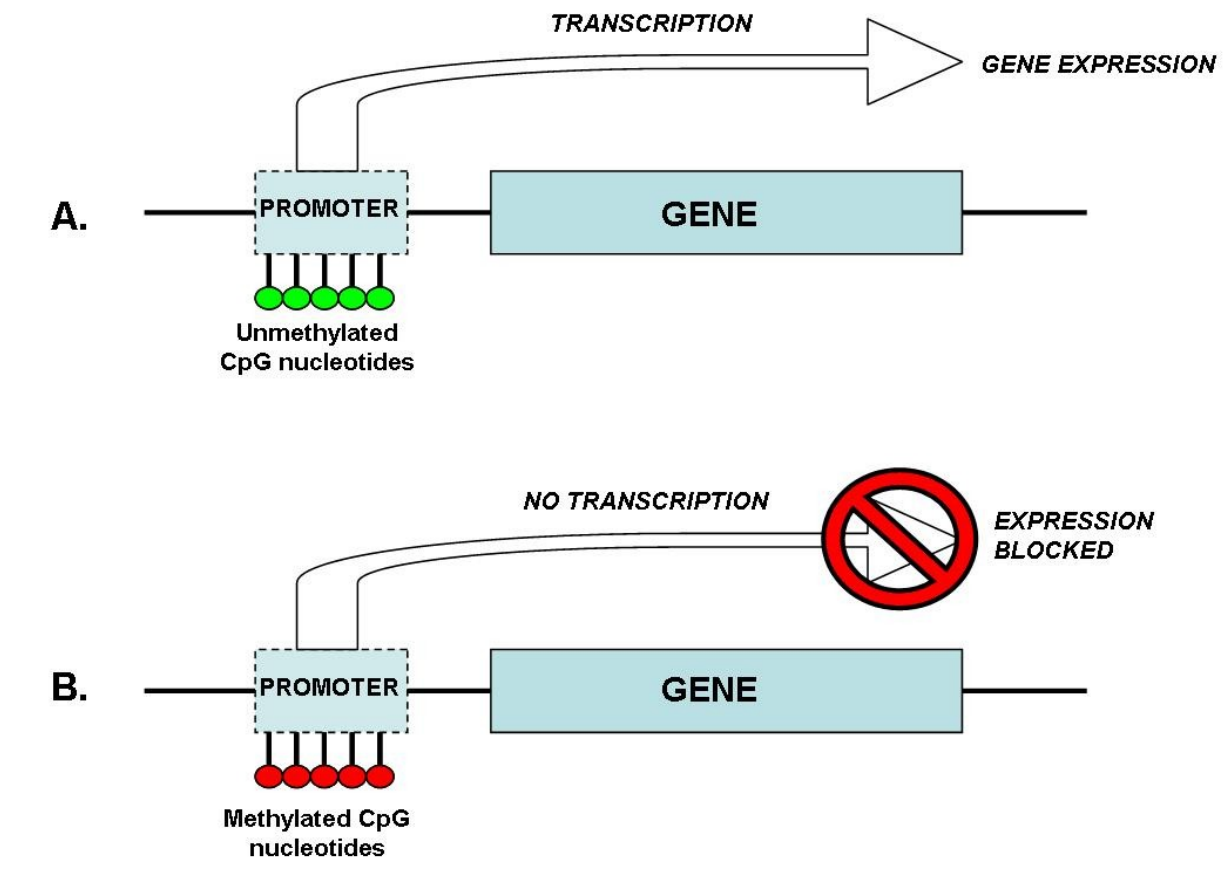 TRANSCRIPTION
GENE EXPRESSION
A.
PROMOTER
GENE
Unmethylated
CpG nucleotides
NO TRANSCRIPTION
EXPRESSION
BLOCKED
B.
PROMOTER
GENE
Methylated CpG
nucleotides